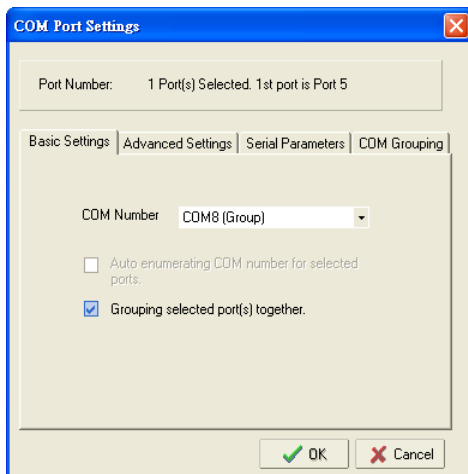 COM Port Settings
Port Number: 1 Port(s) Selected. 1st port is Port 5
Basic Settings Advanced Settings Serial Parameters COM Grouping
COM Number COM8 (Group)
Auto enumerating COM number for selected
ports.
Grouping selected port(s) together.
OK Cancel